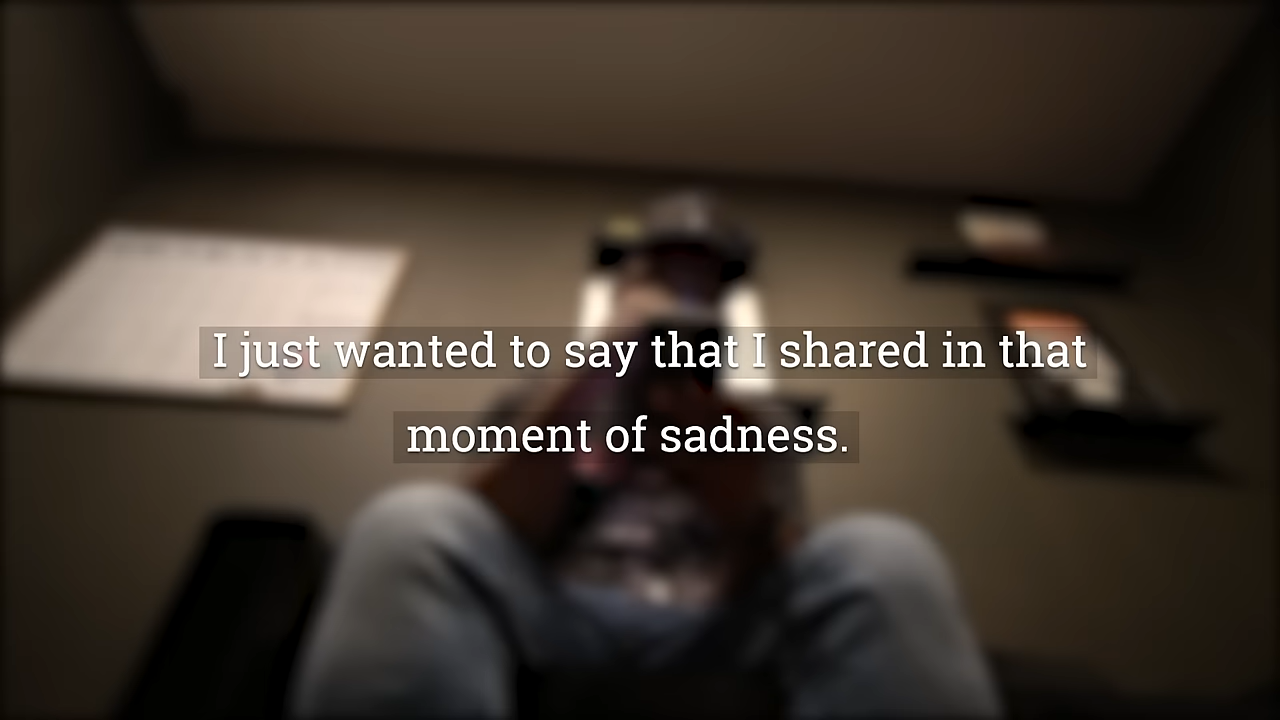 I just wanted to say that I shared in that
moment of sadness.